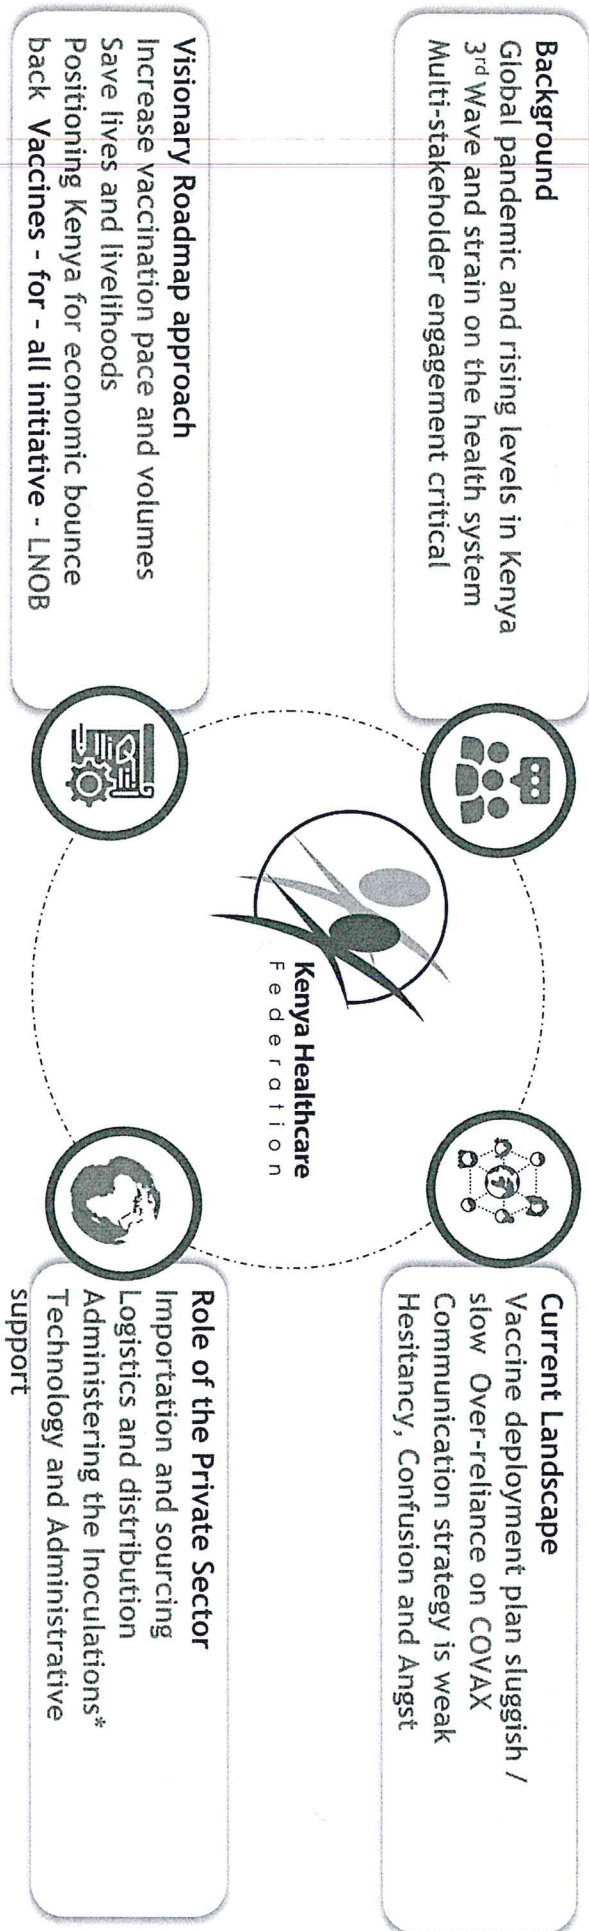 Background
Global pandemic and rising levels in Kenya
3rd Wave and strain on the health system
Multi-stakeholder engagement critical
Current Landscape
Vaccine deployment plan sluggish /
slow Over-reliance on COVAX
Communication strategy is weak
Hesitancy, Confusion and Angst
Kenya Healthcare
Federation
Visionary Roadmap approach
Increase vaccination pace and volumes
Save lives and livelihoods
Positioning Kenya for economic bounce
back Vaccines - for - all initiative - LNOB
Role of the Private Sector
Importation and sourcing
Logistics and distribution
Administering the Inoculations*
Technology and Administrative
support